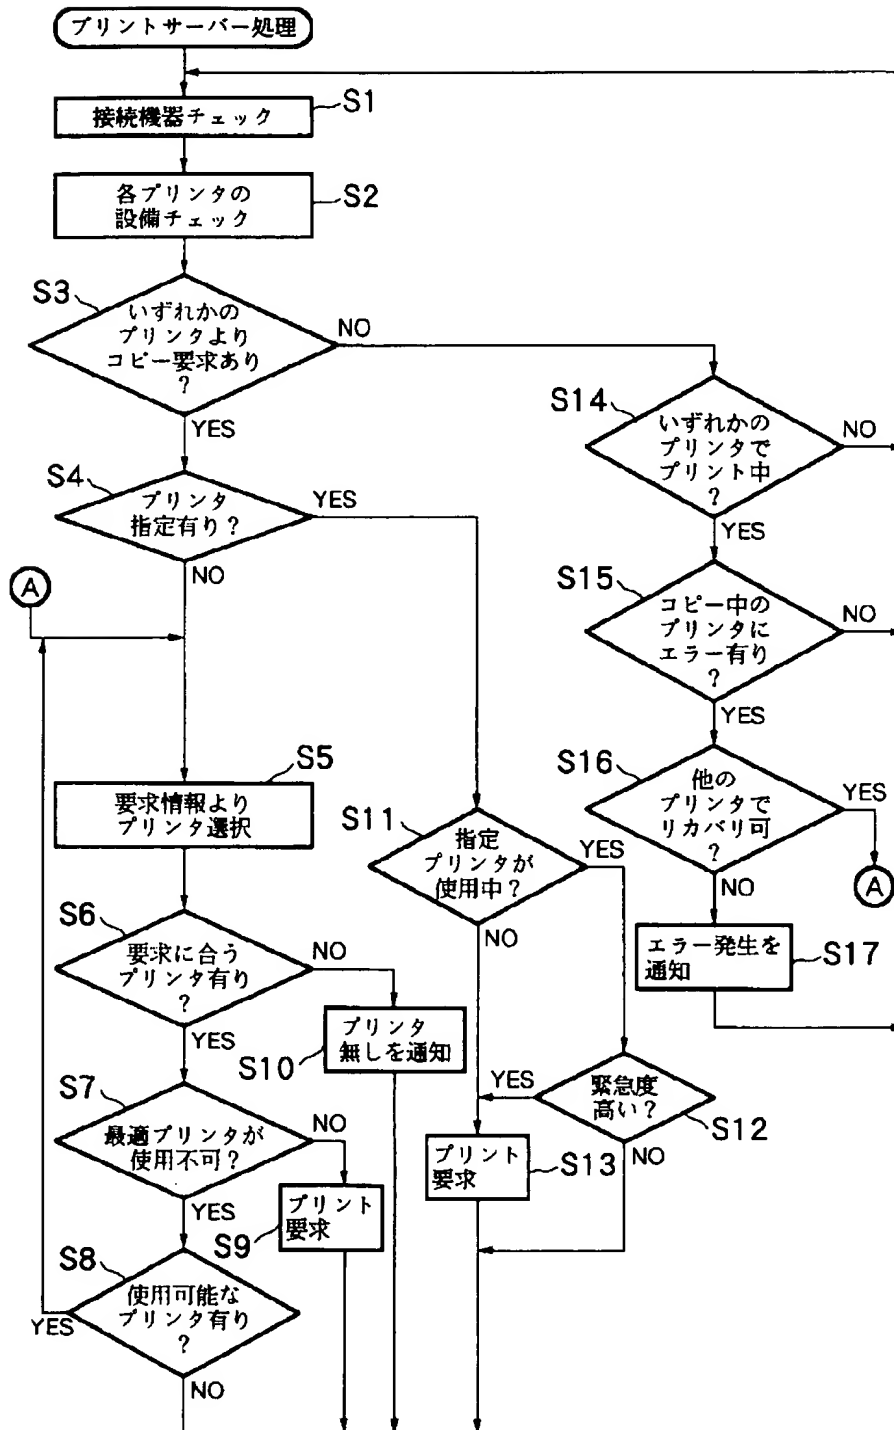 プリントサーバー処理
接続機器チェック
S1
各プリンタの
設備チェック
S2
S3
いずれかの
プリンタより
コピー要求あり
?
NO
YES
S4
プリンタ
指定有り?
YES
NO
A
S5
要求情報より
プリンタ選択
S6
要求に合う
プリンタ有り
?
NO
YES
S10
プリンタ
無しを通知
S7
最適プリンタが
使用不可?
NO
YES
S9
プリント
要求
S8
使用可能な
プリンタ有り
?
YES
NO
S11
指定
プリンタが
使用中?
YES
NO
緊急度
高い?
S12
YES
NO
プリント
要求
S13
S14
いずれかの
プリンタで
プリント中
?
NO
YES
S15
コピー中の
プリンタに
エラー有り
?
NO
YES
S16
他の
プリンタで
リカバリ可
?
YES
NO
A
エラー発生を
通知
S17